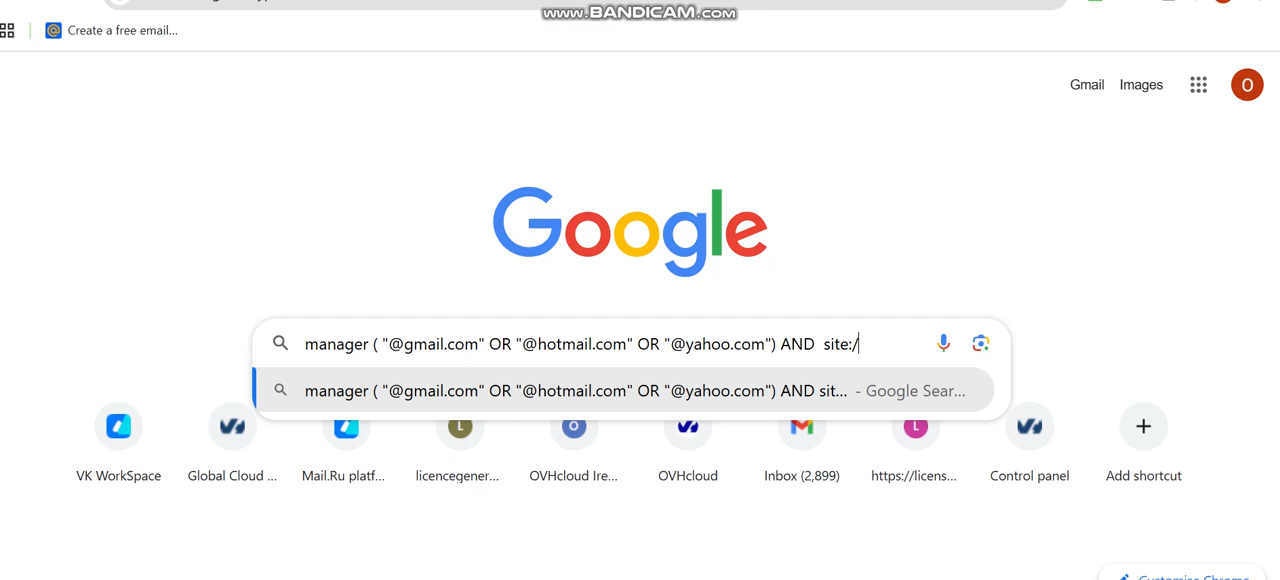 www.BANDICAM.com
Create a free email...
Gmail Images O
Google
manager ( "@gmail.com" OR "@hotmail.com" OR "@yahoo.com") AND  site:/
manager ( "@gmail.com" OR "@hotmail.com" OR "@yahoo.com") AND sit... - Google Sear...
L O L
VK WorkSpace Global Cloud ... Mail.Ru platf... licencegener... OVHcloud Ire... OVHcloud Inbox (2,899) https://licens... Control panel Add shortcut
Customise Chrome